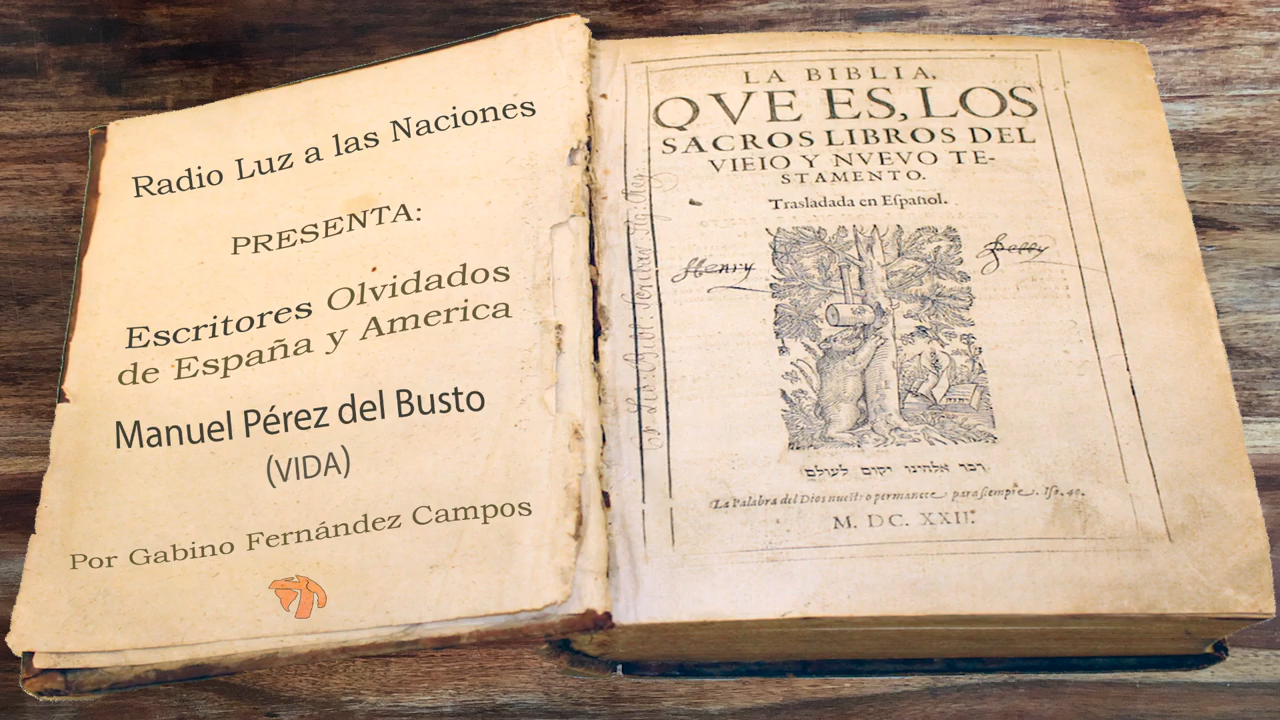 Radio Luz a las Naciones
PRESENTA:
Escritores Olvidados
de España y America
Manuel Pérez del Busto
(VIDA)
Por Gabino Fernández Campos
LA BIBLIA,
QVE ES, LOS
SACROS LIBROS DEL
VIEIO Y NVEVO TE-
STAMENTO.
Trasladada en Eſpañol.
Henry
דבר אלהינו יקום לעולם
La Palabra del Dios nueſtro permanece para ſiempre. Iſa. 40.
M. DC. XXII.